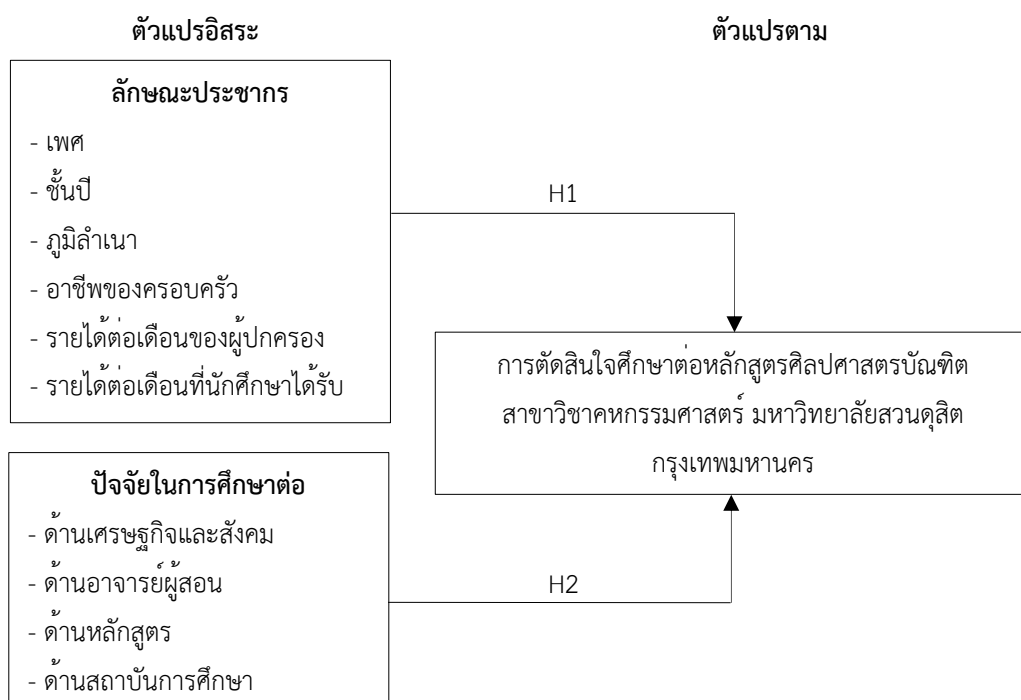 ตัวแปรอิสระ
ตัวแปรตาม
ลักษณะประชากร
- เพศ
- ชั้นปี
- ภูมิลำเนา
- อาชีพของครอบครัว
- รายได้ต่อเดือนของผู้ปกครอง
- รายได้ต่อเดือนที่นักศึกษาได้รับ
H1
การตัดสินใจศึกษาต่อหลักสูตรศิลปศาสตรบัณฑิต
สาขาวิชาคหกรรมศาสตร์ มหาวิทยาลัยสวนดุสิต
กรุงเทพมหานคร
ปัจจัยในการศึกษาต่อ
- ด้านเศรษฐกิจและสังคม
- ด้านอาจารย์ผู้สอน
- ด้านหลักสูตร
- ด้านสถาบันการศึกษา
H2